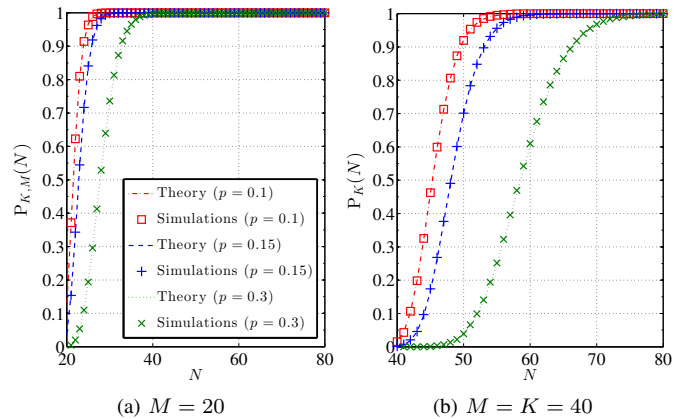 1
0.9
0.8
0.7
0.6
0.5
0.4
0.3
0.2
0.1
0
P_{K,M}(N)
20
40
60
80
N
Theory (p = 0.1)
Simulations (p = 0.1)
Theory (p = 0.15)
Simulations (p = 0.15)
Theory (p = 0.3)
Simulations (p = 0.3)
(a) M = 20
1
0.9
0.8
0.7
0.6
0.5
0.4
0.3
0.2
0.1
0
P_K(N)
40
50
60
70
80
N
(b) M = K = 40